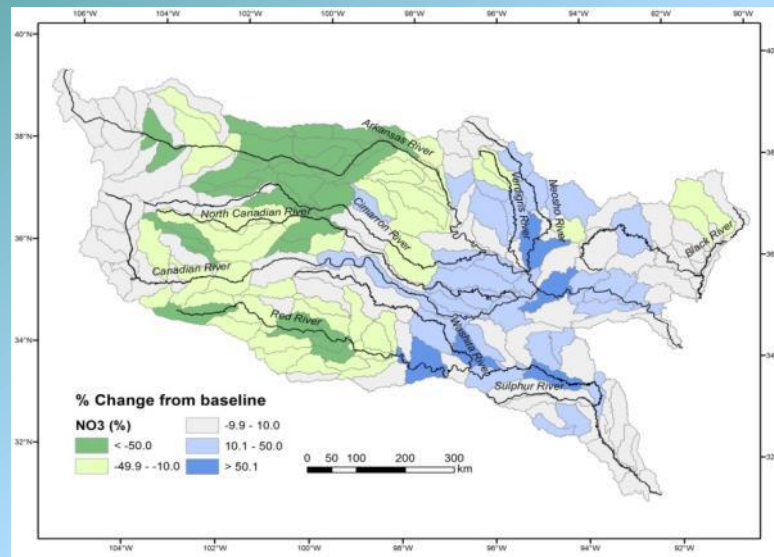 106°W 104°W 102°W 100°W 98°W 96°W 94°W 92°W 90°W
40°N
38°N
36°N
34°N
32°N
Arkansas River
North Canadian River
Cimarron River
Verdigris River
Neosho River
Black River
Canadian River
Red River
Washita River
Sulphur River
% Change from baseline
NO3 (%)
< -50.0
-49.9 - -10.0
-9.9 - 10.0
10.1 - 50.0
> 50.1
0 50 100 200 300
km
104°W 102°W 100°W 98°W 96°W 94°W 92°W